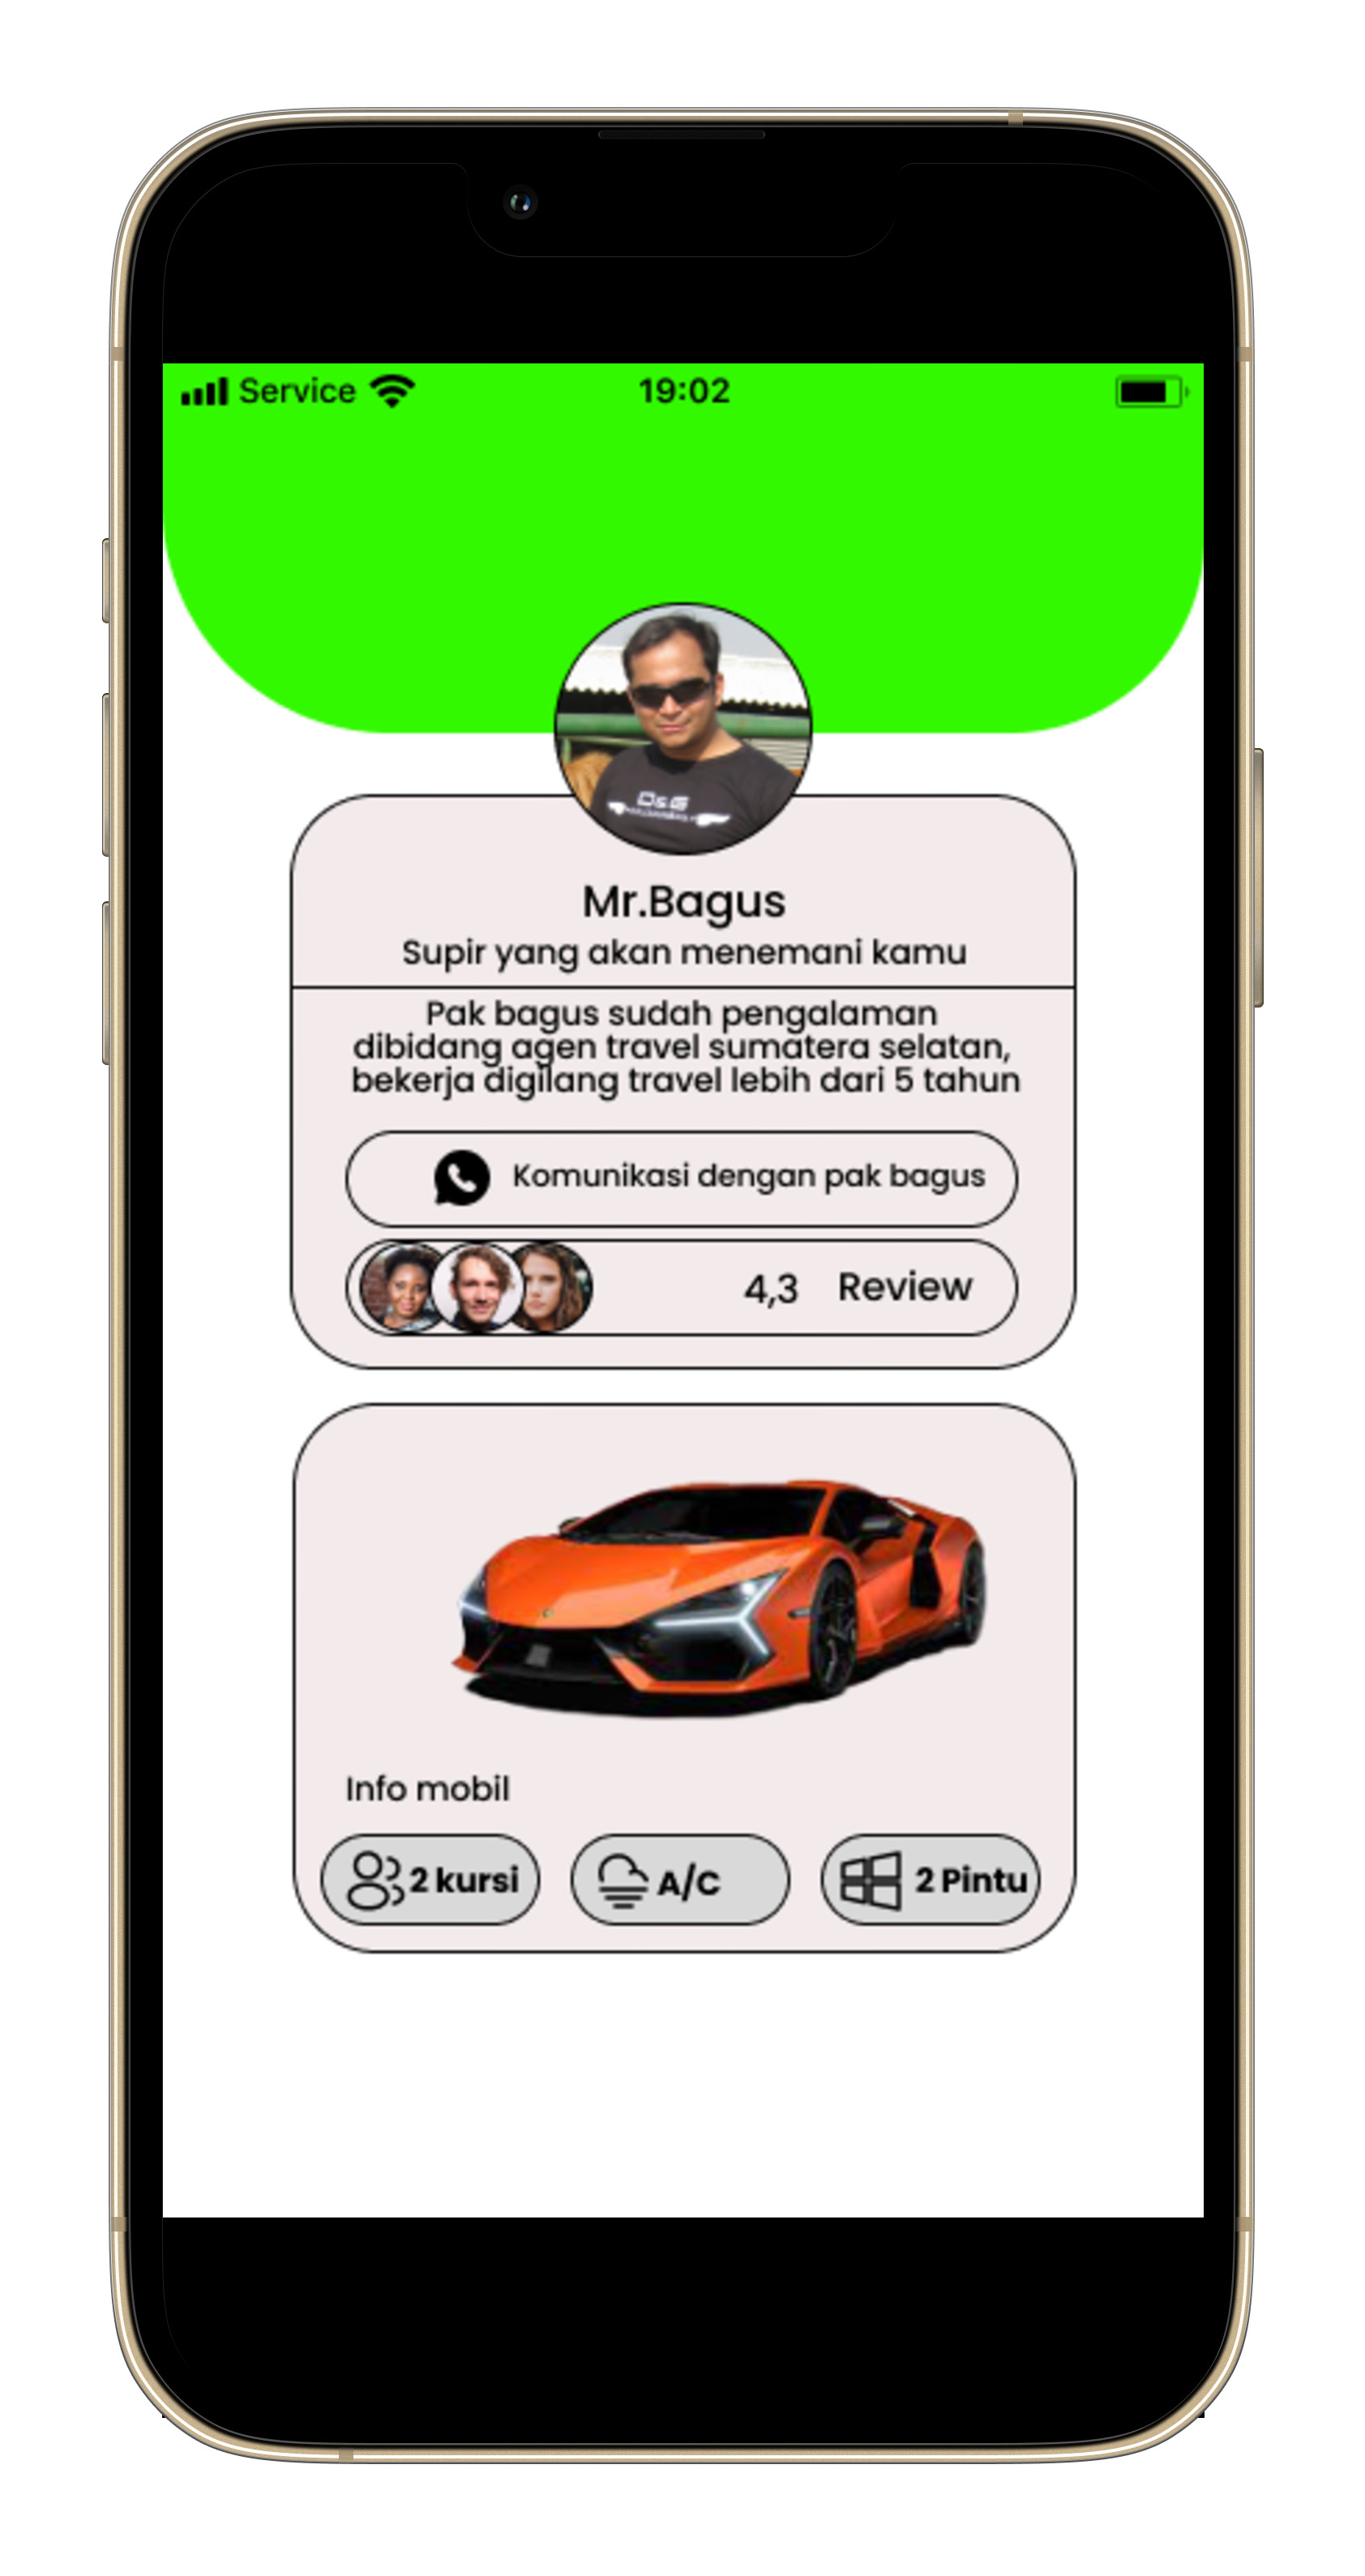 Service 19:02
D&G
Mr.Bagus
Supir yang akan menemani kamu
Pak bagus sudah pengalaman
dibidang agen travel sumatera selatan,
bekerja digilang travel lebih dari 5 tahun
Komunikasi dengan pak bagus
4,3 Review
Info mobil
2 kursi
A/C
2 Pintu